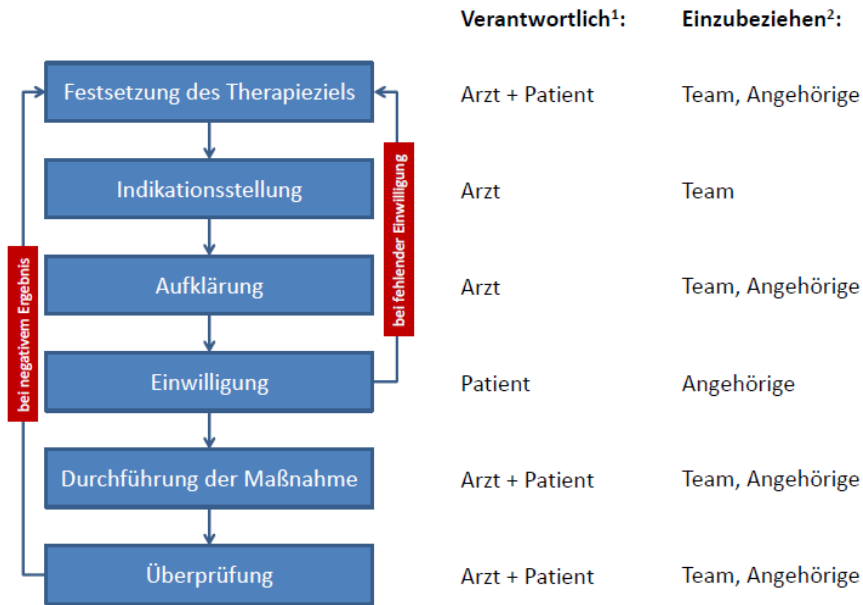 Verantwortlich¹: Einzubeziehen²:
Festsetzung des Therapieziels Arzt + Patient Team, Angehörige
Indikationsstellung Arzt Team
Aufklärung Arzt Team, Angehörige
Einwilligung Patient Angehörige
Durchführung der Maßnahme Arzt + Patient Team, Angehörige
Überprüfung Arzt + Patient Team, Angehörige
bei negativem Ergebnis
bei fehlender Einwilligung